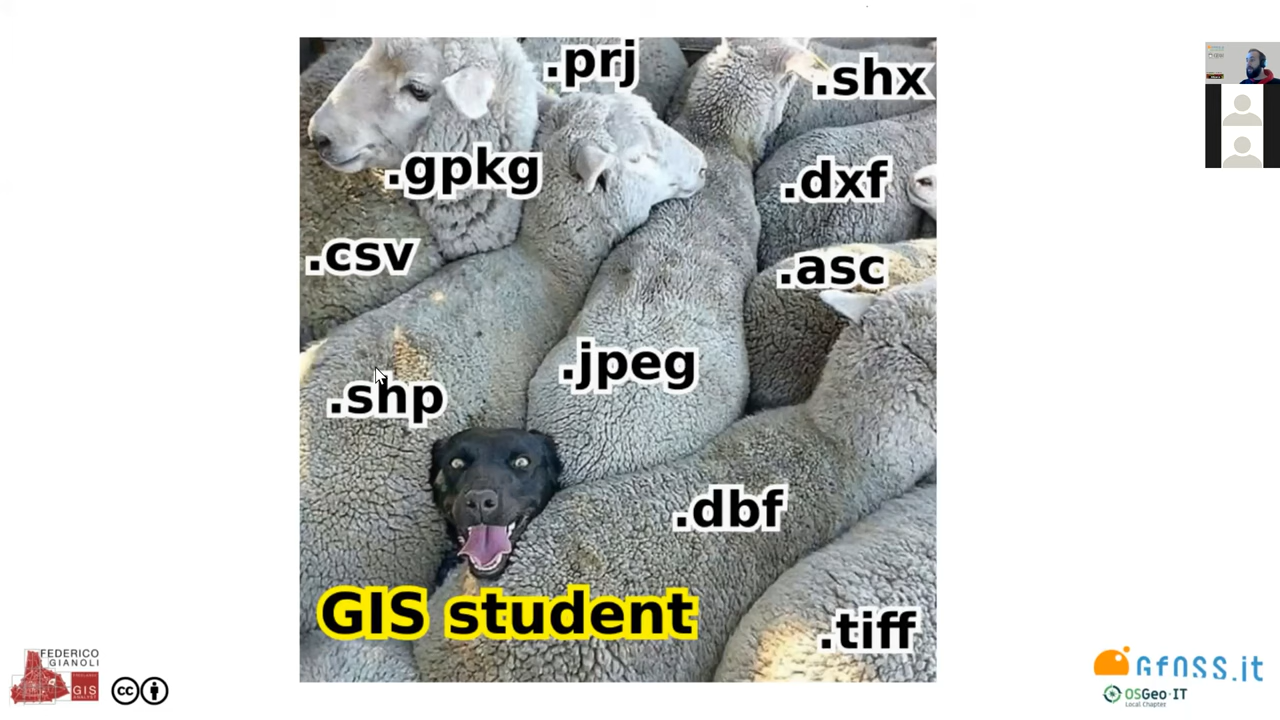 .prj
.shx
.gpkg
.dxf
.csv
.asc
.jpeg
.shp
.dbf
GIS student
.tiff
FEDERICO
GIANOLI
GIS
ANALYST
cc
GFOSS.it
OSGeo·IT
Local Chapter